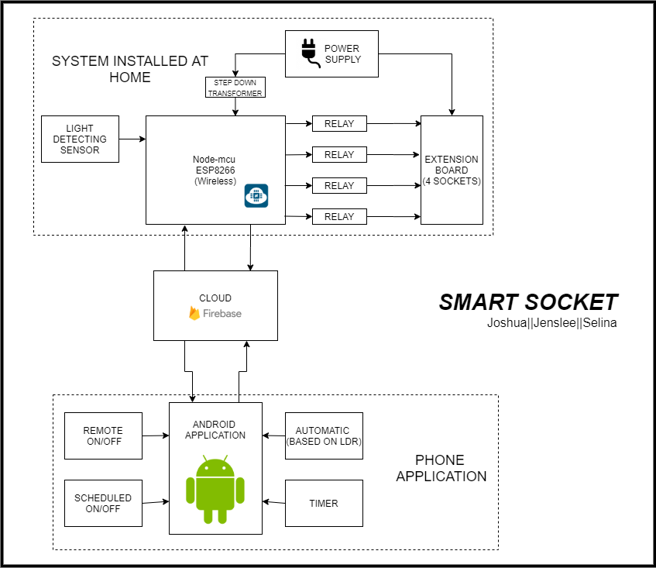 SYSTEM INSTALLED AT
HOME
POWER
SUPPLY
STEP DOWN
TRANSFORMER
LIGHT
DETECTING
SENSOR
Node-mcu
ESP8266
(Wireless)
RELAY
RELAY
RELAY
RELAY
EXTENSION
BOARD
(4 SOCKETS)
CLOUD
Firebase
SMART SOCKET
Joshua||Jenslee||Selina
REMOTE
ON/OFF
ANDROID
APPLICATION
AUTOMATIC
(BASED ON LDR)
PHONE
APPLICATION
SCHEDULED
ON/OFF
TIMER